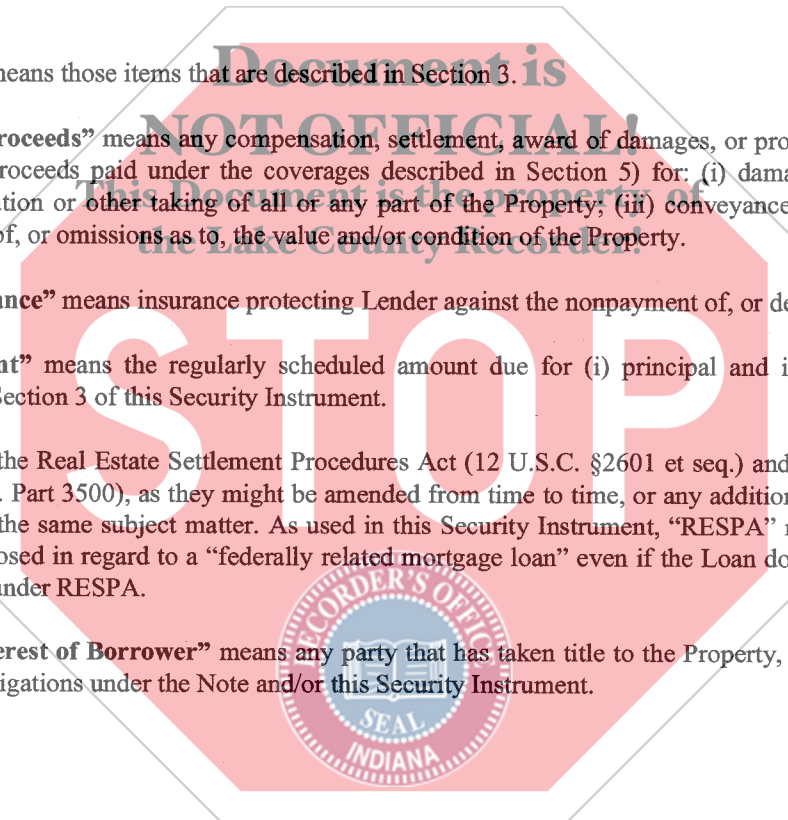 Document is
neans those items that are described in Section 3.
NOT OFFICIAL!
roceeds” means any compensation, settlement, award of damages, or pro
roceeds paid under the coverages described in Section 5) for: (i) dama
This Document is the property of
tion or other taking of all or any part of the Property; (iii) conveyance
the Lake County Recorder!
of, or omissions as to, the value and/or condition of the Property.
nce” means insurance protecting Lender against the nonpayment of, or de
STOP
nt” means the regularly scheduled amount due for (i) principal and i
Section 3 of this Security Instrument.
the Real Estate Settlement Procedures Act (12 U.S.C. §2601 et seq.) and
. Part 3500), as they might be amended from time to time, or any addition
the same subject matter. As used in this Security Instrument, “RESPA”
osed in regard to a “federally related mortgage loan” even if the Loan do
under RESPA.
erest of Borrower” means any party that has taken title to the Property,
igations under the Note and/or this Security Instrument.
RECORDER'S OFFICE
SEAL
INDIANA